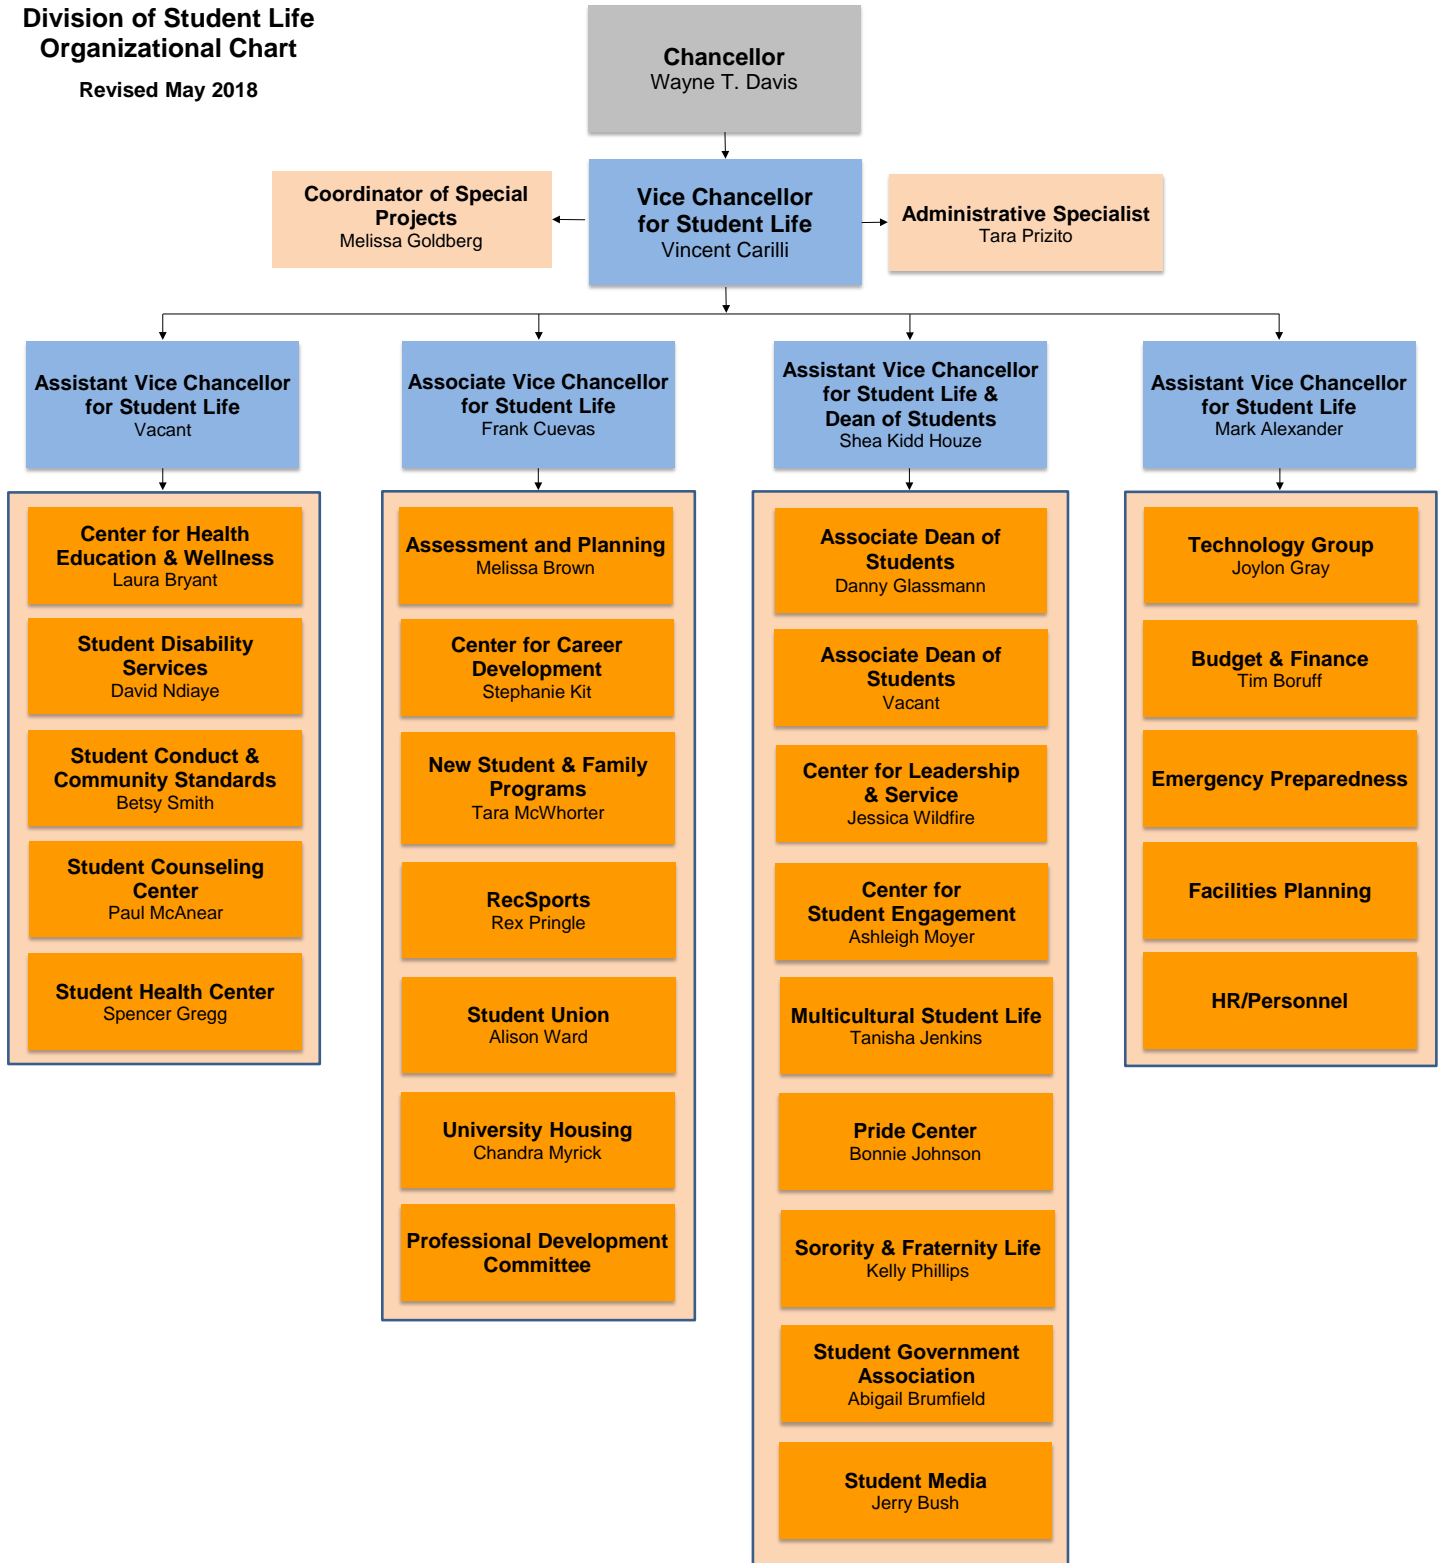 Division of Student Life
Organizational Chart
Revised May 2018
Chancellor
Wayne T. Davis
Coordinator of Special
Projects
Melissa Goldberg
Vice Chancellor
for Student Life
Vincent Carilli
Administrative Specialist
Tara Prizito
Assistant Vice Chancellor
for Student Life
Vacant
Associate Vice Chancellor
for Student Life
Frank Cuevas
Assistant Vice Chancellor
for Student Life &
Dean of Students
Shea Kidd Houze
Assistant Vice Chancellor
for Student Life
Mark Alexander
Center for Health
Education & Wellness
Laura Bryant
Student Disability
Services
David Ndiaye
Student Conduct &
Community Standards
Betsy Smith
Student Counseling
Center
Paul McAnear
Student Health Center
Spencer Gregg
Assessment and Planning
Melissa Brown
Center for Career
Development
Stephanie Kit
New Student & Family
Programs
Tara McWhorter
RecSports
Rex Pringle
Student Union
Alison Ward
University Housing
Chandra Myrick
Professional Development
Committee
Associate Dean of
Students
Danny Glassmann
Associate Dean of
Students
Vacant
Center for Leadership
& Service
Jessica Wildfire
Center for
Student Engagement
Ashleigh Moyer
Multicultural Student Life
Tanisha Jenkins
Pride Center
Bonnie Johnson
Sorority & Fraternity Life
Kelly Phillips
Student Government
Association
Abigail Brumfield
Student Media
Jerry Bush
Technology Group
Joylon Gray
Budget & Finance
Tim Boruff
Emergency Preparedness
Facilities Planning
HR/Personnel